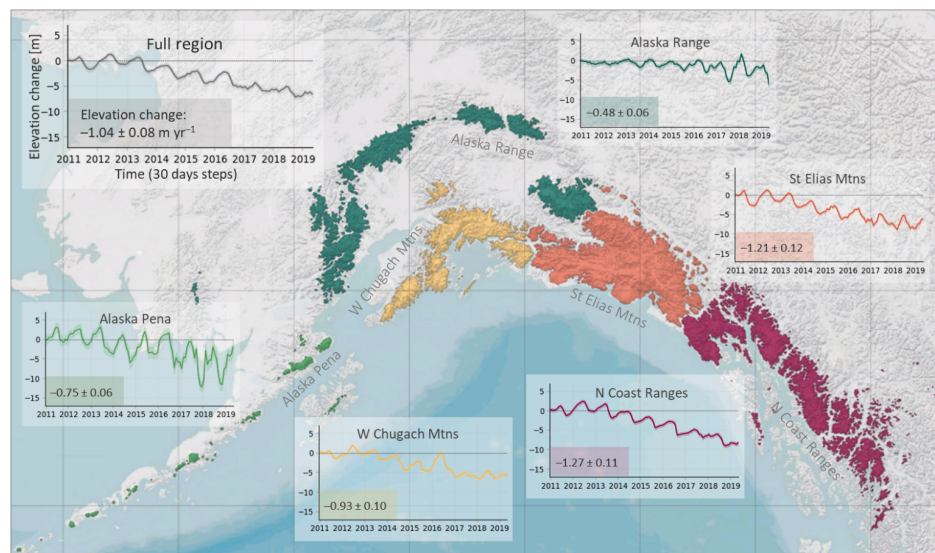 Full region
Elevation change [m]
5
0
−5
−10
−15
Elevation change:
−1.04 ± 0.08 m yr⁻¹
2011 2012 2013 2014 2015 2016 2017 2018 2019
Time (30 days steps)
Alaska Range
5
0
−5
−10
−15
−0.48 ± 0.06
2011 2012 2013 2014 2015 2016 2017 2018 2019
Alaska Range
St Elias Mtns
5
0
−5
−10
−15
−1.21 ± 0.12
2011 2012 2013 2014 2015 2016 2017 2018 2019
W Chugach Mtns
St Elias Mtns
Alaska Pena
5
0
−5
−10
−15
−0.75 ± 0.06
2011 2012 2013 2014 2015 2016 2017 2018 2019
Alaska Pena
N Coast Ranges
5
0
−5
−10
−15
−1.27 ± 0.11
2011 2012 2013 2014 2015 2016 2017 2018 2019
N Coast Ranges
W Chugach Mtns
5
0
−5
−10
−15
−0.93 ± 0.10
2011 2012 2013 2014 2015 2016 2017 2018 2019